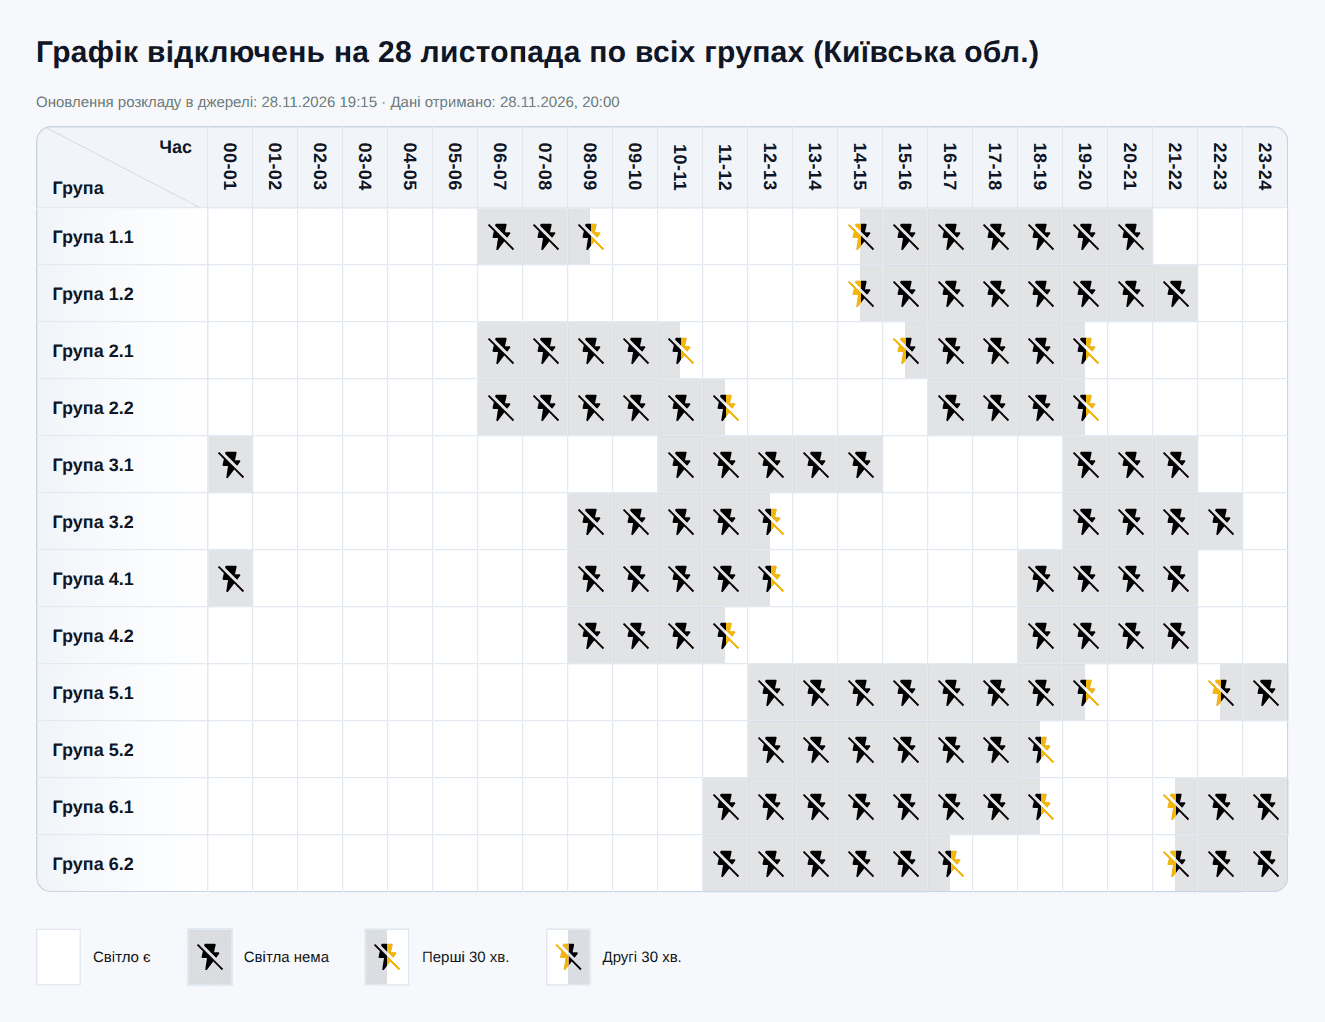 Графік відключень на 28 листопада по всіх групах (Київська обл.)
Оновлення розкладу в джерелі: 28.11.2026 19:15 · Дані отримано: 28.11.2026, 20:00
Час
Група
00-01 01-02 02-03 03-04 04-05 05-06 06-07 07-08 08-09 09-10 10-11 11-12 12-13 13-14 14-15 15-16 16-17 17-18 18-19 19-20 20-21 21-22 22-23 23-24
Група 1.1
Група 1.2
Група 2.1
Група 2.2
Група 3.1
Група 3.2
Група 4.1
Група 4.2
Група 5.1
Група 5.2
Група 6.1
Група 6.2
Світло є Світла нема Перші 30 хв. Другі 30 хв.